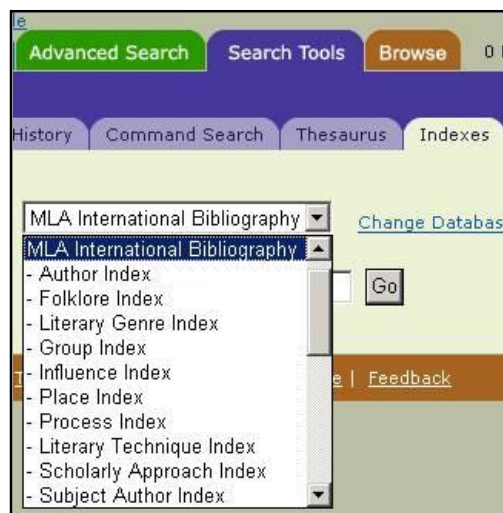 le
Advanced Search Search Tools Browse 0
History Command Search Thesaurus Indexes
MLA International Bibliography Change Databas
MLA International Bibliography
- Author Index
- Folklore Index Go
- Literary Genre Index
- Group Index
- Influence Index e | Feedback
- Place Index
- Process Index
- Literary Technique Index
- Scholarly Approach Index
- Subject Author Index